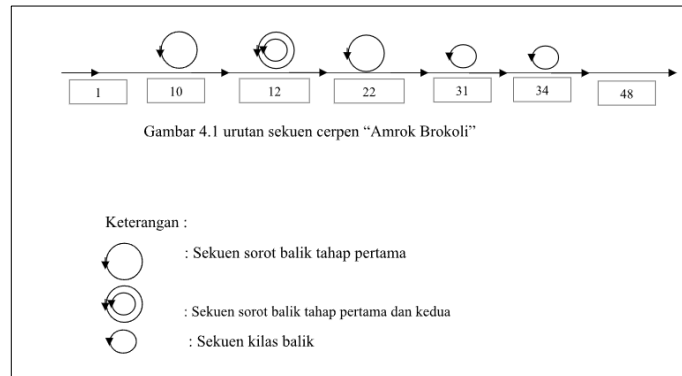 1 10 12 22 31 34 48
Gambar 4.1 urutan sekuen cerpen “Amrok Brokoli”
Keterangan :
: Sekuen sorot balik tahap pertama
: Sekuen sorot balik tahap pertama dan kedua
: Sekuen kilas balik